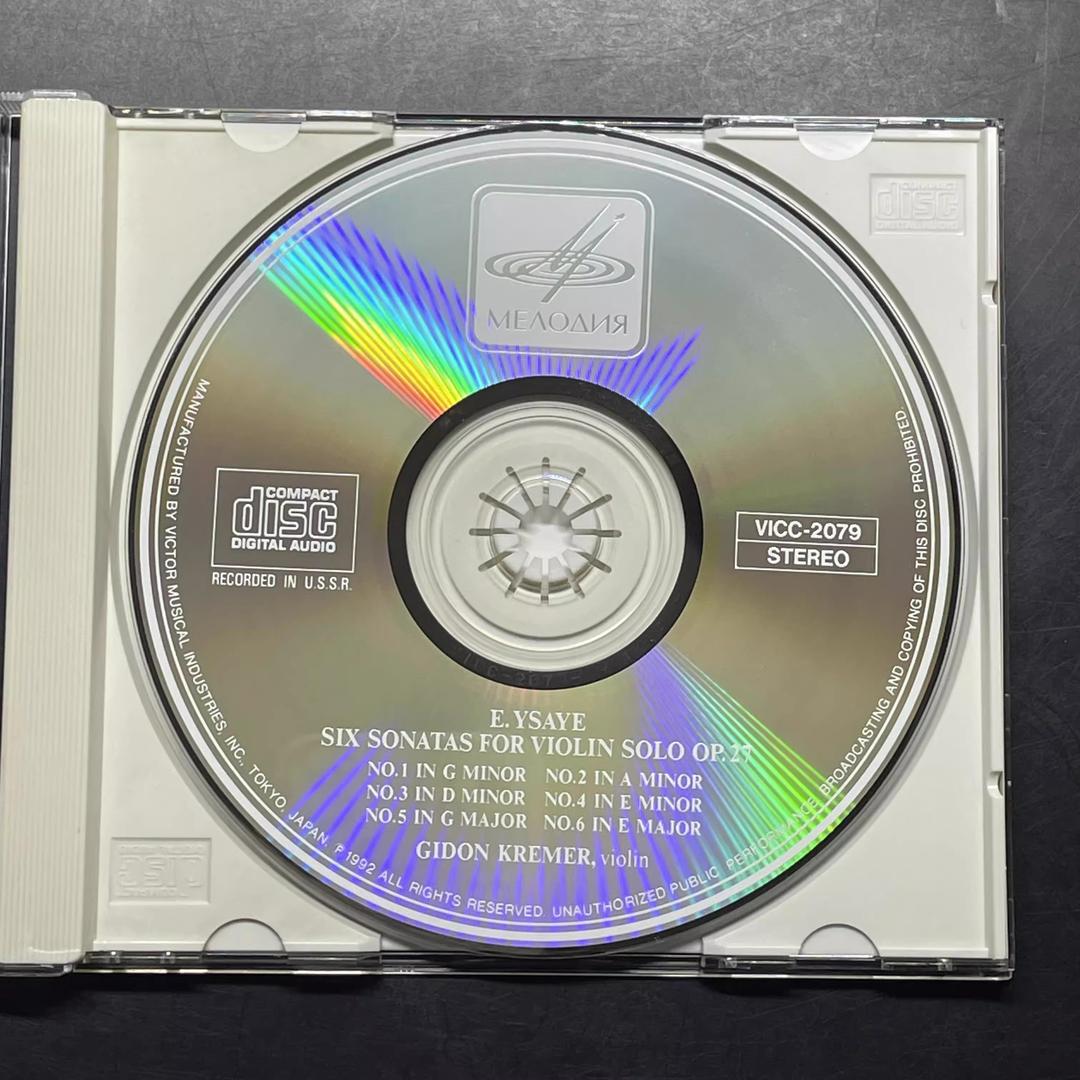 МЕЛОДИЯ
COMPACT
disc
DIGITAL AUDIO
RECORDED IN U.S.S.R.
VICC-2079
STEREO
E. YSAYE
SIX SONATAS FOR VIOLIN SOLO OP. 27
NO.1 IN G MINOR NO.2 IN A MINOR
NO.3 IN D MINOR NO.4 IN E MINOR
NO.5 IN G MAJOR NO.6 IN E MAJOR
GIDON KREMER, violin
MANUFACTURED BY VICTOR MUSICAL INDUSTRIES, INC., TOKYO, JAPAN. ℗ 1992 ALL RIGHTS RESERVED. UNAUTHORIZED PUBLIC PERFORMANCE, BROADCASTING AND COPYING OF THIS DISC PROHIBITED.
COMPACT
disc
DIGITAL AUDIO